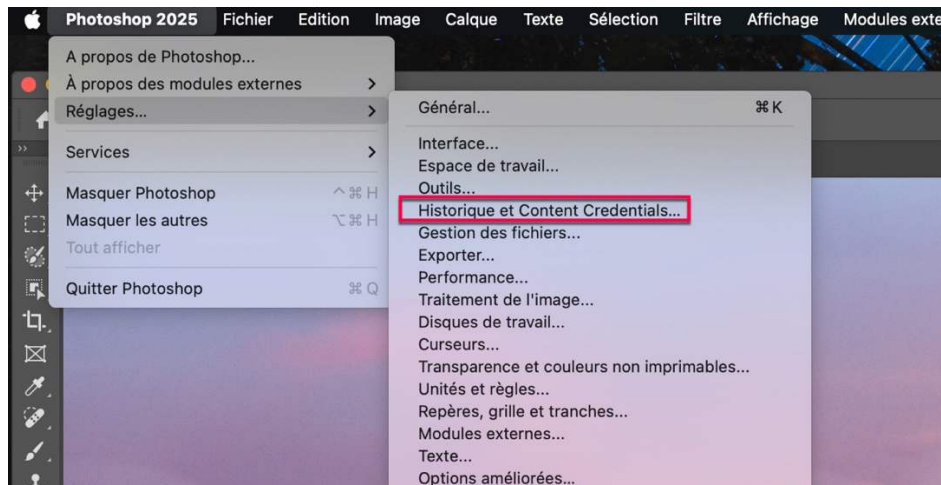 Photoshop 2025 Fichier Edition Image Calque Texte Sélection Filtre Affichage Modules exte
A propos de Photoshop...
À propos des modules externes
Réglages...
Services
Masquer Photoshop ^⌘H
Masquer les autres ⌥⌘H
Tout afficher
Quitter Photoshop ⌘Q
Général... ⌘K
Interface...
Espace de travail...
Outils...
Historique et Content Credentials...
Gestion des fichiers...
Exporter...
Performance...
Traitement de l'image...
Disques de travail...
Curseurs...
Transparence et couleurs non imprimables...
Unités et règles...
Repères, grille et tranches...
Modules externes...
Texte...
Options améliorées...